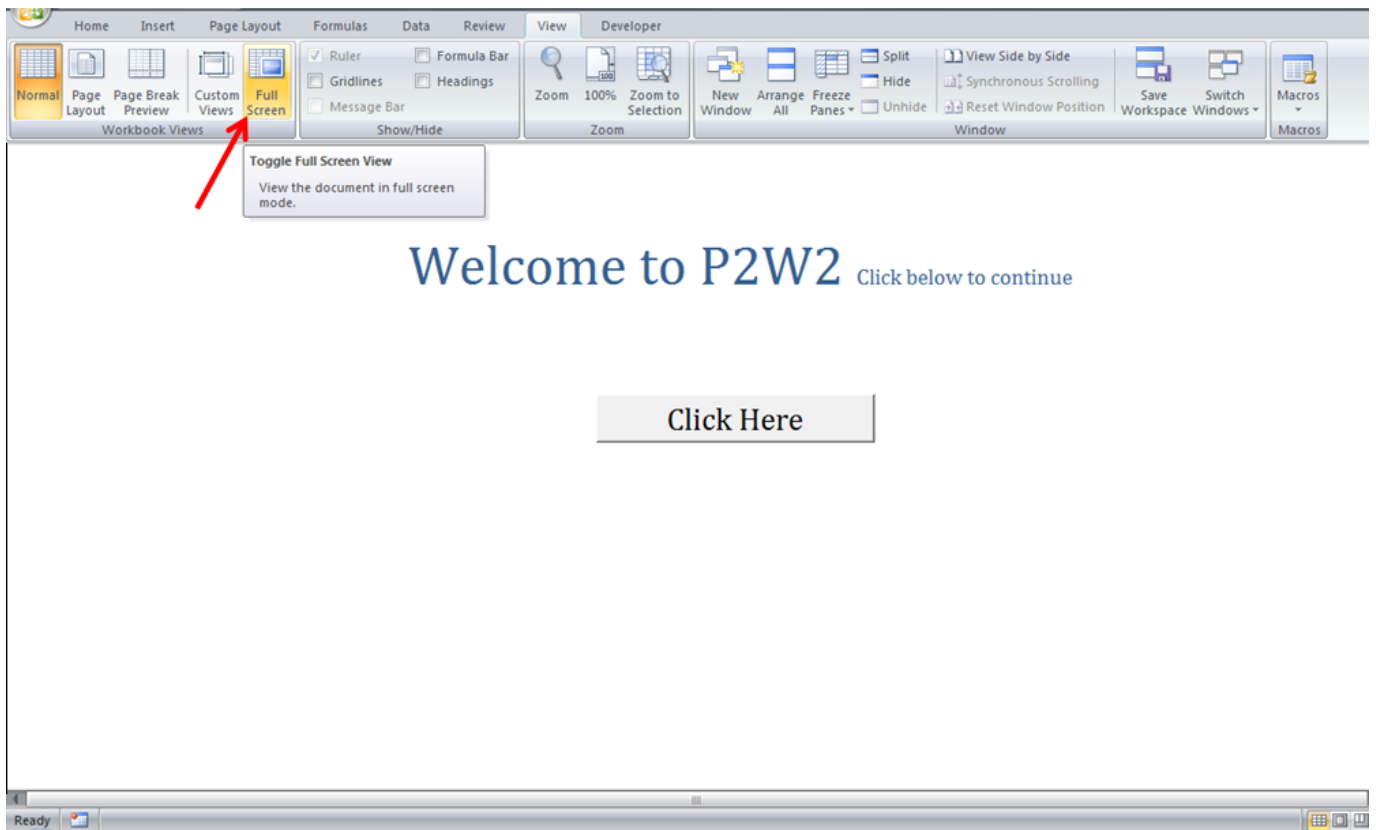 Home Insert Page Layout Formulas Data Review View Developer
Ruler Formula Bar Split View Side by Side
Gridlines Headings Hide Synchronous Scrolling
Normal Page Layout Page Break Preview Custom Views Full Screen
Message Bar
Zoom 100% Zoom to Selection
New Window Arrange All Freeze Panes Unhide Reset Window Position
Save Workspace Switch Windows Macros
Workbook Views Show/Hide Zoom Window Macros
Toggle Full Screen View
View the document in full screen
mode.
Welcome to P2W2 Click below to continue
Click Here
Ready